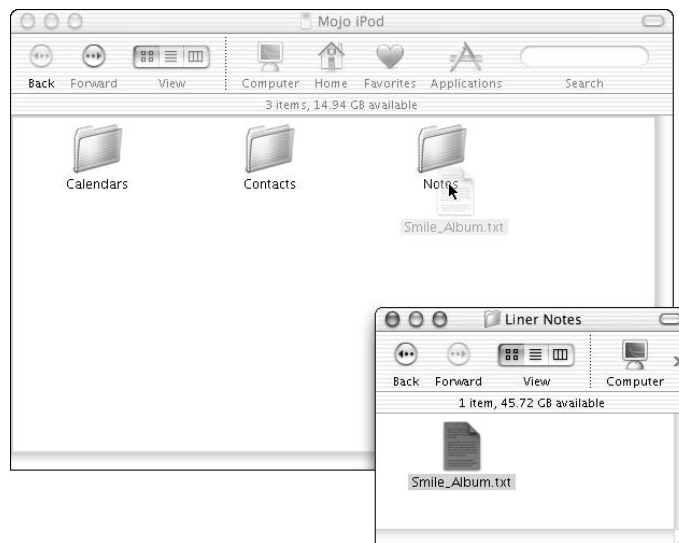 Mojo iPod
Back Forward View Computer Home Favorites Applications Search
3 items, 14.94 GB available
Calendars Contacts Notes
Smile_Album.txt
Liner Notes
Back Forward View Computer
1 item, 45.72 GB available
Smile_Album.txt